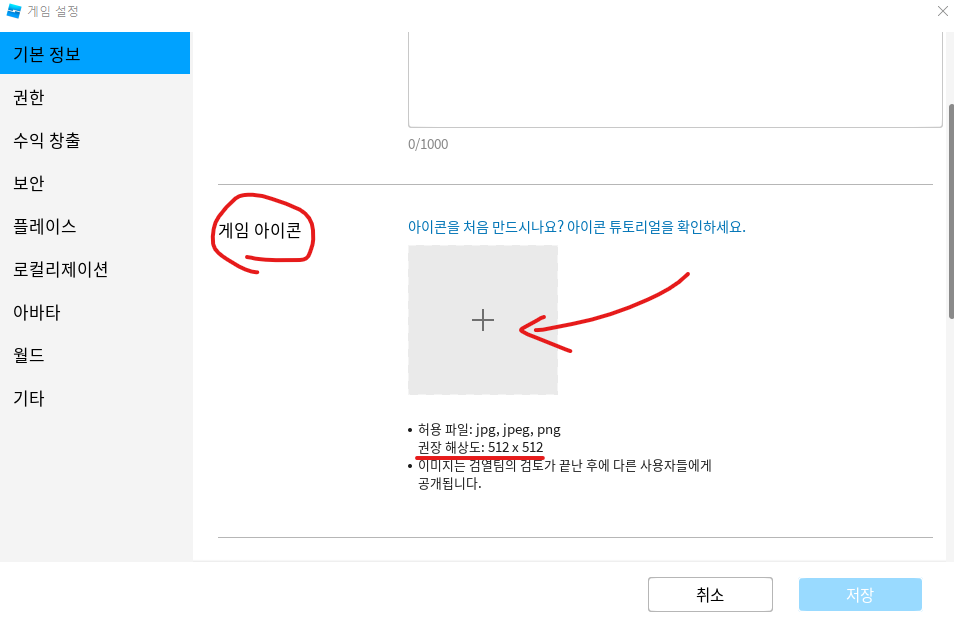 게임 설정
기본 정보
권한
수익 창출
보안
플레이스
로컬리제이션
아바타
월드
기타
0/1000
게임 아이콘
아이콘을 처음 만드시나요? 아이콘 튜토리얼을 확인하세요.
• 허용 파일: jpg, jpeg, png
권장 해상도: 512 x 512
• 이미지는 검열팀의 검토가 끝난 후에 다른 사용자들에게
공개됩니다.
취소
저장